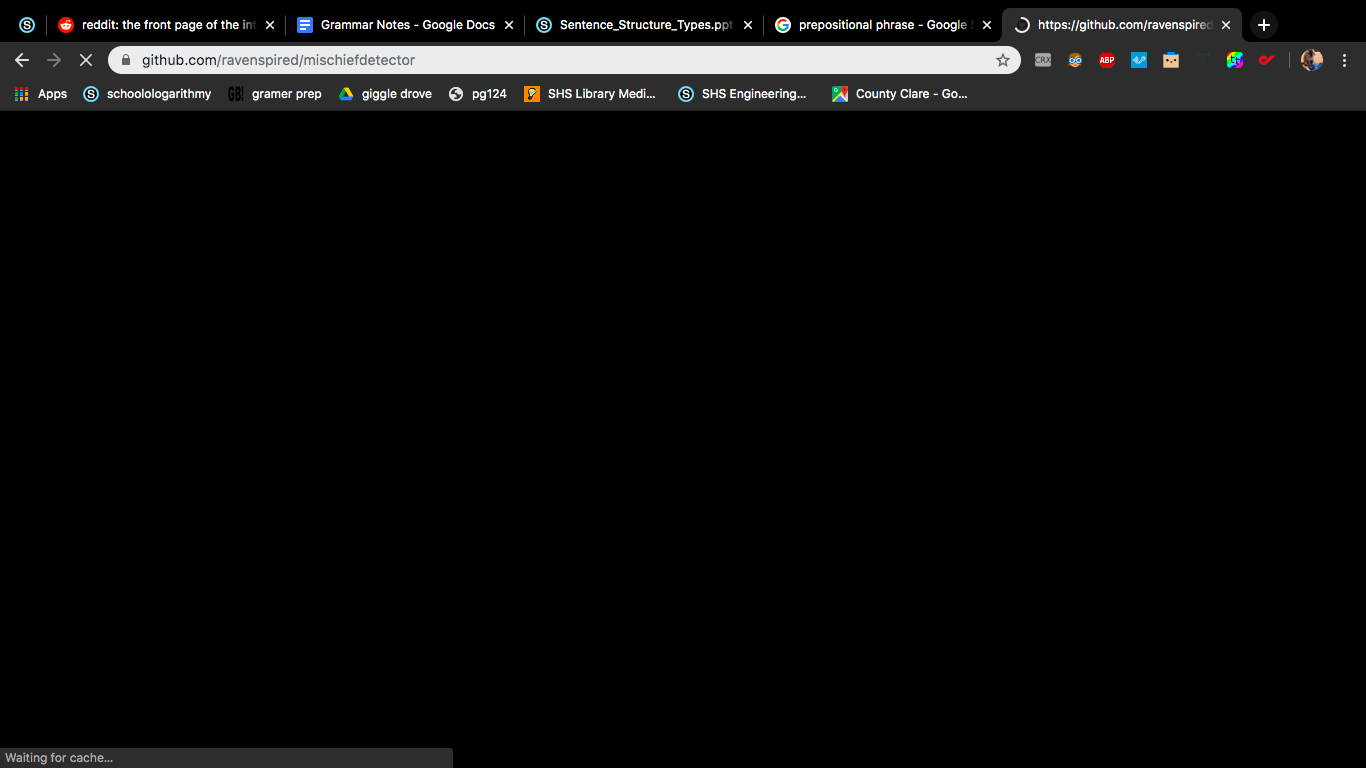 reddit: the front page of the int
Grammar Notes - Google Docs
Sentence_Structure_Types.ppt
prepositional phrase - Google S
https://github.com/ravenspired
github.com/ravenspired/mischiefdetector
CRX
ABP
Apps
schoolologarithmy
GB!
gramer prep
giggle drove
pg124
SHS Library Medi...
SHS Engineering...
County Clare - Go...
Waiting for cache...